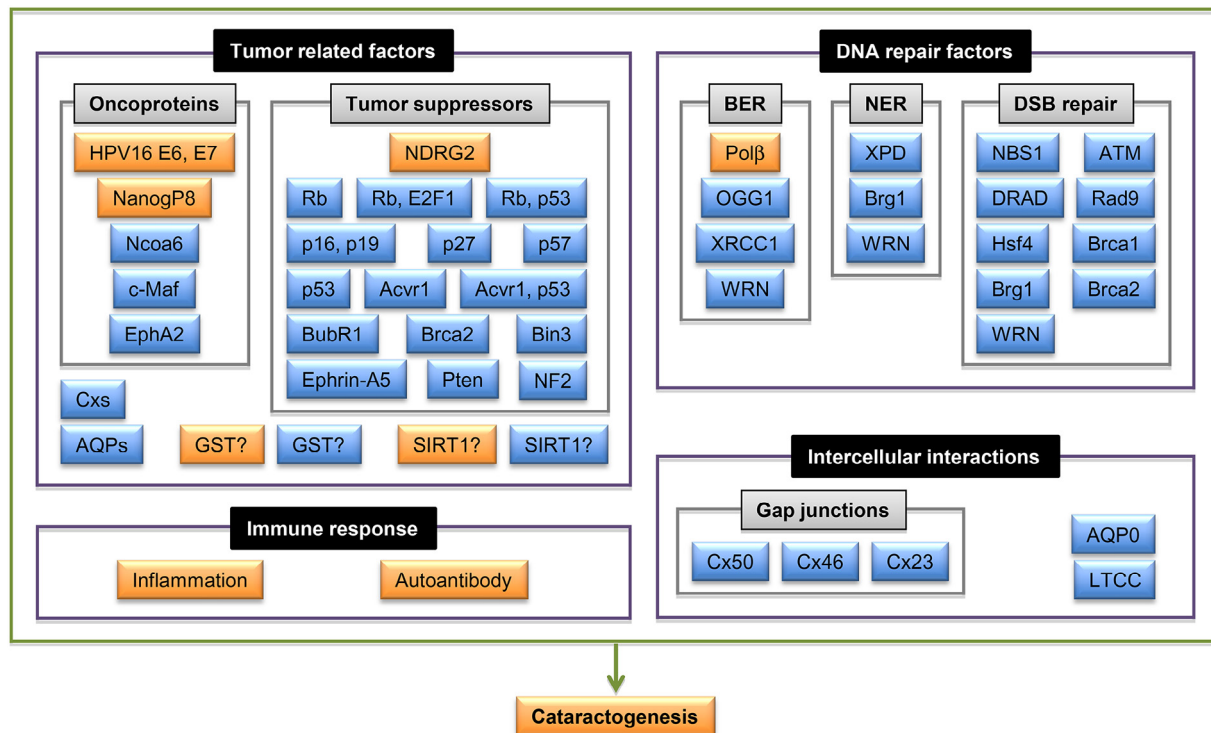 Tumor related factors
Oncoproteins
HPV16 E6, E7
NanogP8
Ncoa6
c-Maf
EphA2
Tumor suppressors
NDRG2
Rb
Rb, E2F1
Rb, p53
p16, p19
p27
p57
p53
Acvr1
Acvr1, p53
BubR1
Brca2
Bin3
Ephrin-A5
Pten
NF2
Cxs
AQPs
GST?
GST?
SIRT1?
SIRT1?
DNA repair factors
BER
Polβ
OGG1
XRCC1
WRN
NER
XPD
Brg1
WRN
DSB repair
NBS1
ATM
DRAD
Rad9
Hsf4
Brca1
Brg1
Brca2
WRN
Immune response
Inflammation
Autoantibody
Intercellular interactions
Gap junctions
Cx50
Cx46
Cx23
AQP0
LTCC
Cataractogenesis